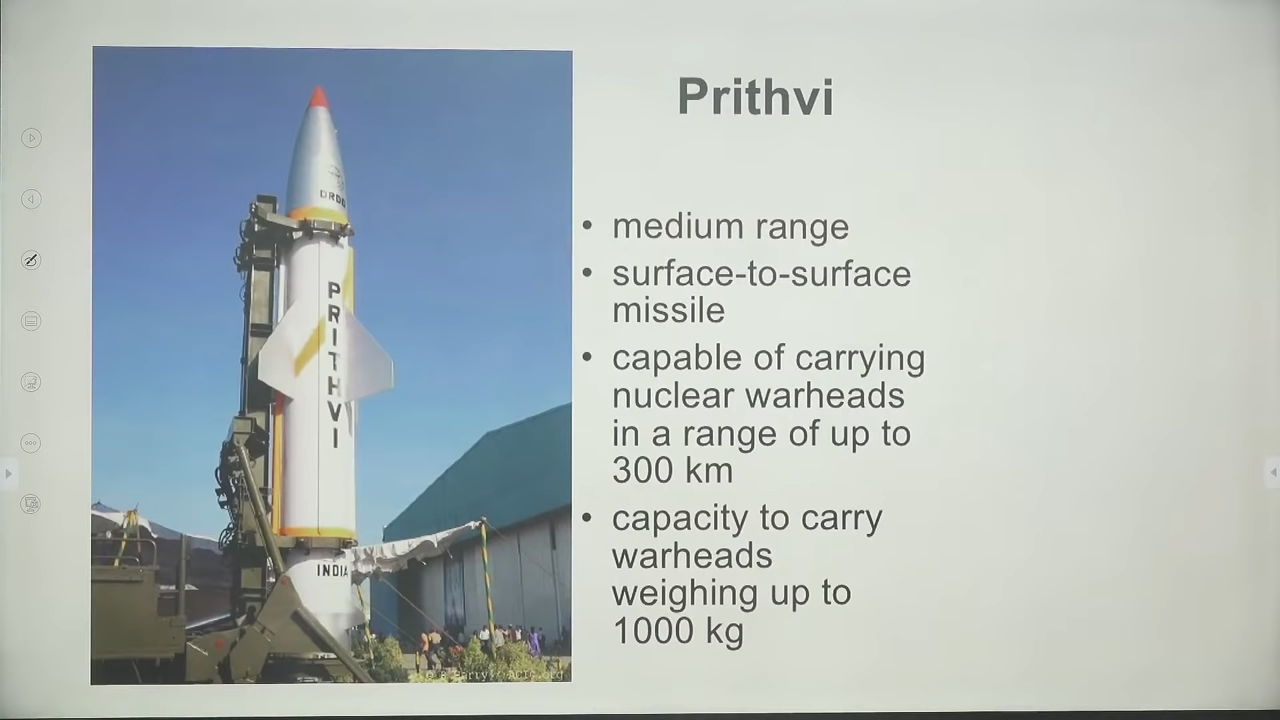 Prithvi
• medium range
• surface-to-surface
missile
• capable of carrying
nuclear warheads
in a range of up to
300 km
• capacity to carry
warheads
weighing up to
1000 kg
DRDO
PRITHVI
INDIA